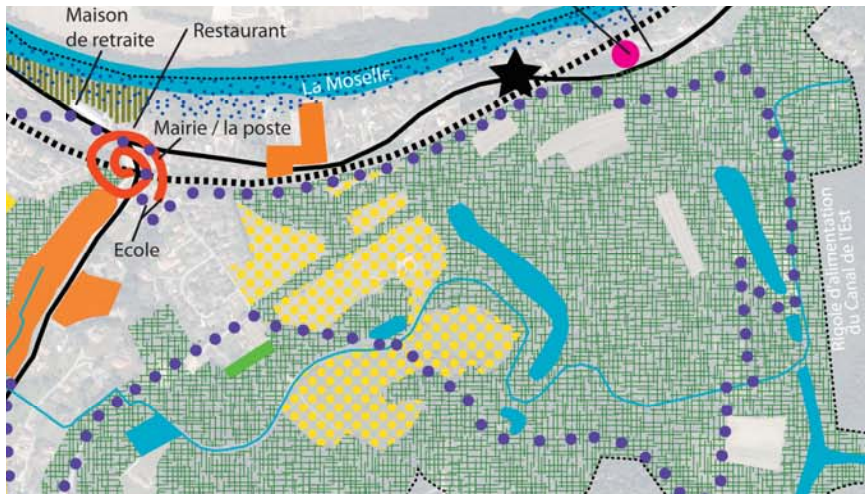 Maison
de retraite
Restaurant
La Moselle
Mairie / la poste
Ecole
Rigole d'alimentation
du Canal de l'Est